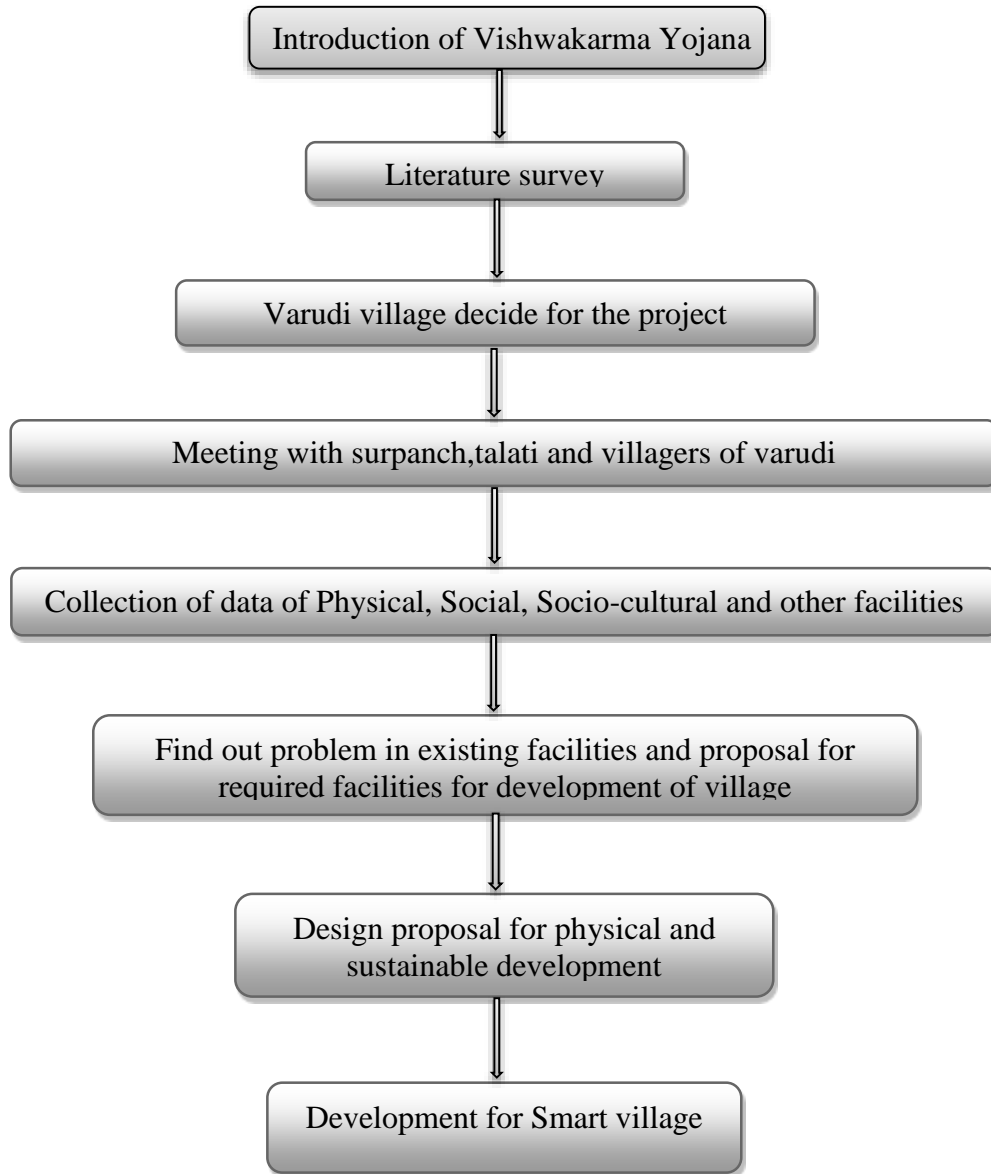 Introduction of Vishwakarma Yojana
Literature survey
Varudi village decide for the project
Meeting with surpanch,talati and villagers of varudi
Collection of data of Physical, Social, Socio-cultural and other facilities
Find out problem in existing facilities and proposal for
required facilities for development of village
Design proposal for physical and
sustainable development
Development for Smart village